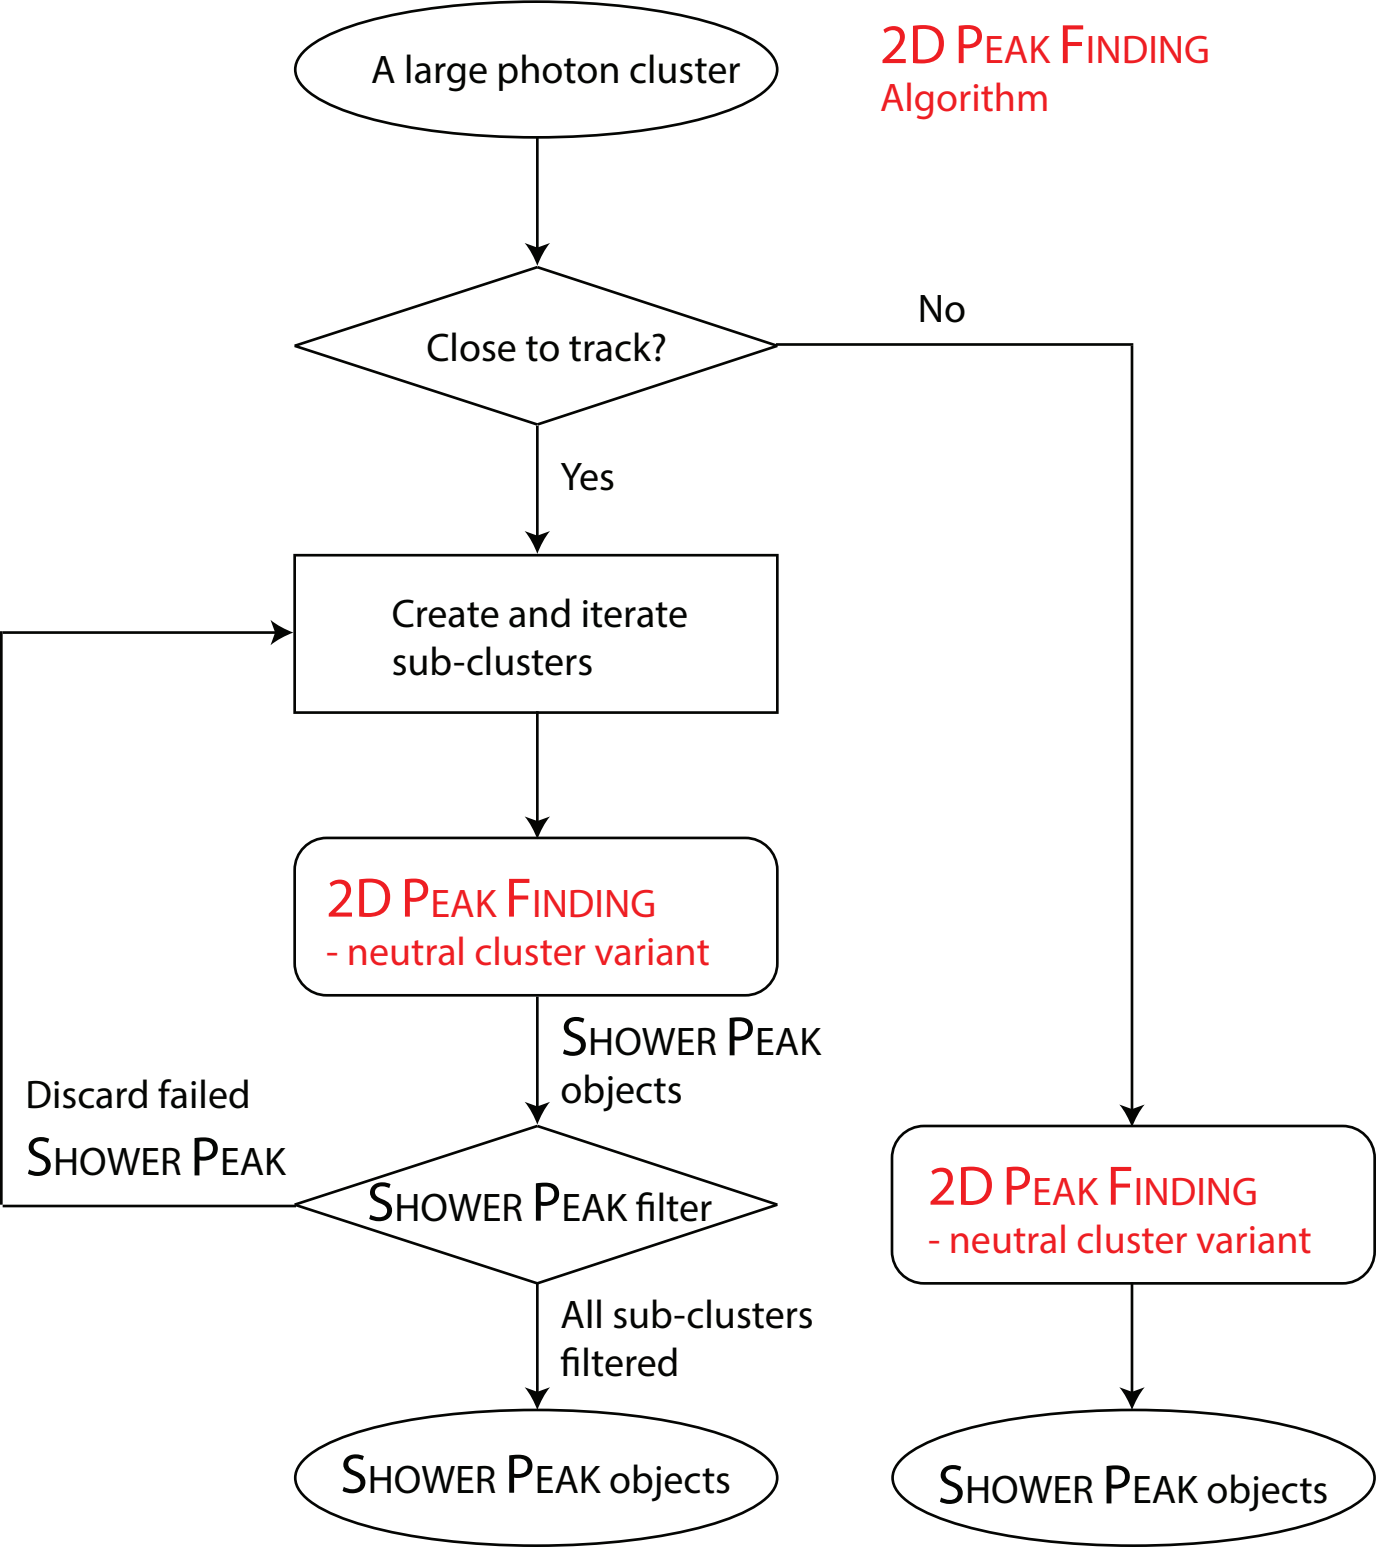 A large photon cluster
2D PEAK FINDING
Algorithm
Close to track?
No
Yes
Create and iterate
sub-clusters
2D PEAK FINDING
- neutral cluster variant
SHOWER PEAK
objects
Discard failed
SHOWER PEAK
SHOWER PEAK filter
2D PEAK FINDING
- neutral cluster variant
All sub-clusters
filtered
SHOWER PEAK objects
SHOWER PEAK objects